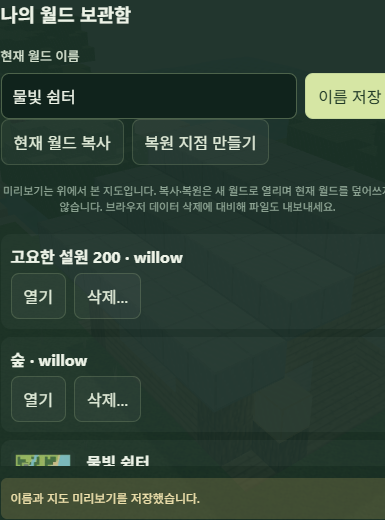 나의 월드 보관함
현재 월드 이름
물빛 쉼터
이름 저장
현재 월드 복사
복원 지점 만들기
미리보기는 위에서 본 지도입니다. 복사·복원은 새 월드로 열리며 현재 월드를 덮어쓰지
않습니다. 브라우저 데이터 삭제에 대비해 파일도 내보내세요.
고요한 설원 200 · willow
열기
삭제...
숲 · willow
열기
삭제...
물빛 쉼터
이름과 지도 미리보기를 저장했습니다.